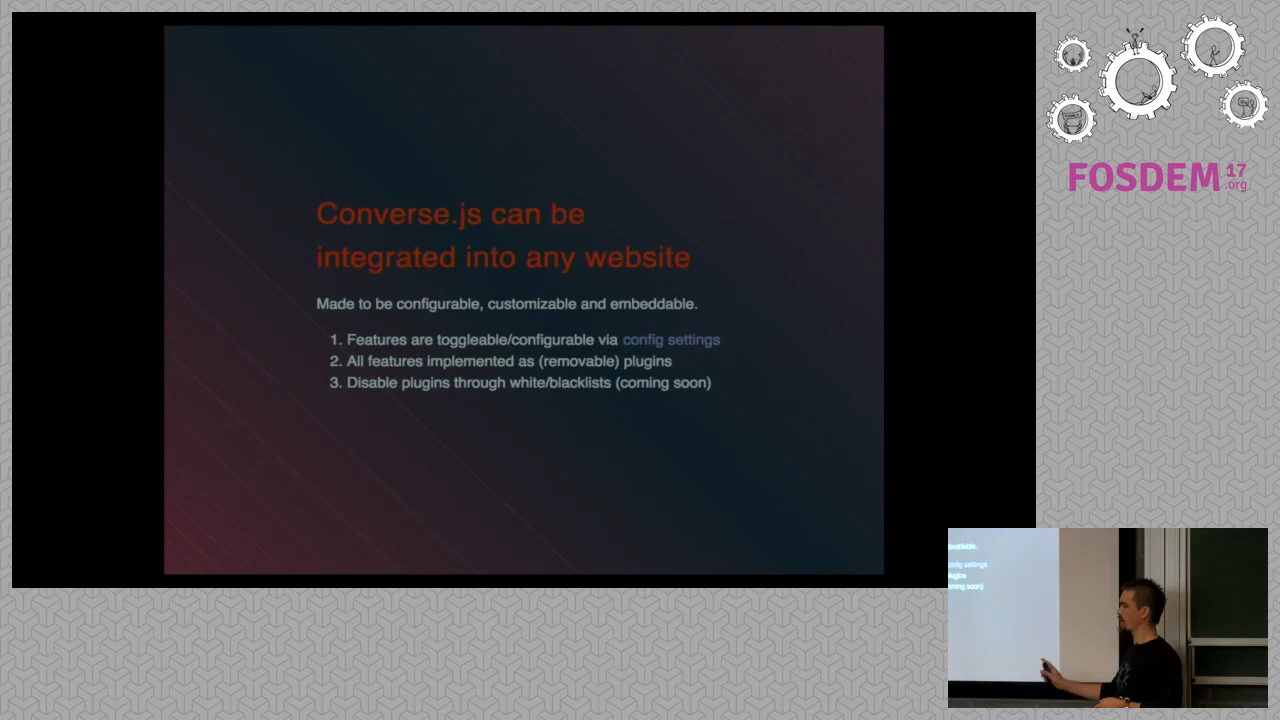 Converse.js can be
integrated into any website
Made to be configurable, customizable and embeddable.
1. Features are toggleable/configurable via config settings
2. All features implemented as (removable) plugins
3. Disable plugins through white/blacklists (coming soon)
FOSDEM 17
.org
config settings